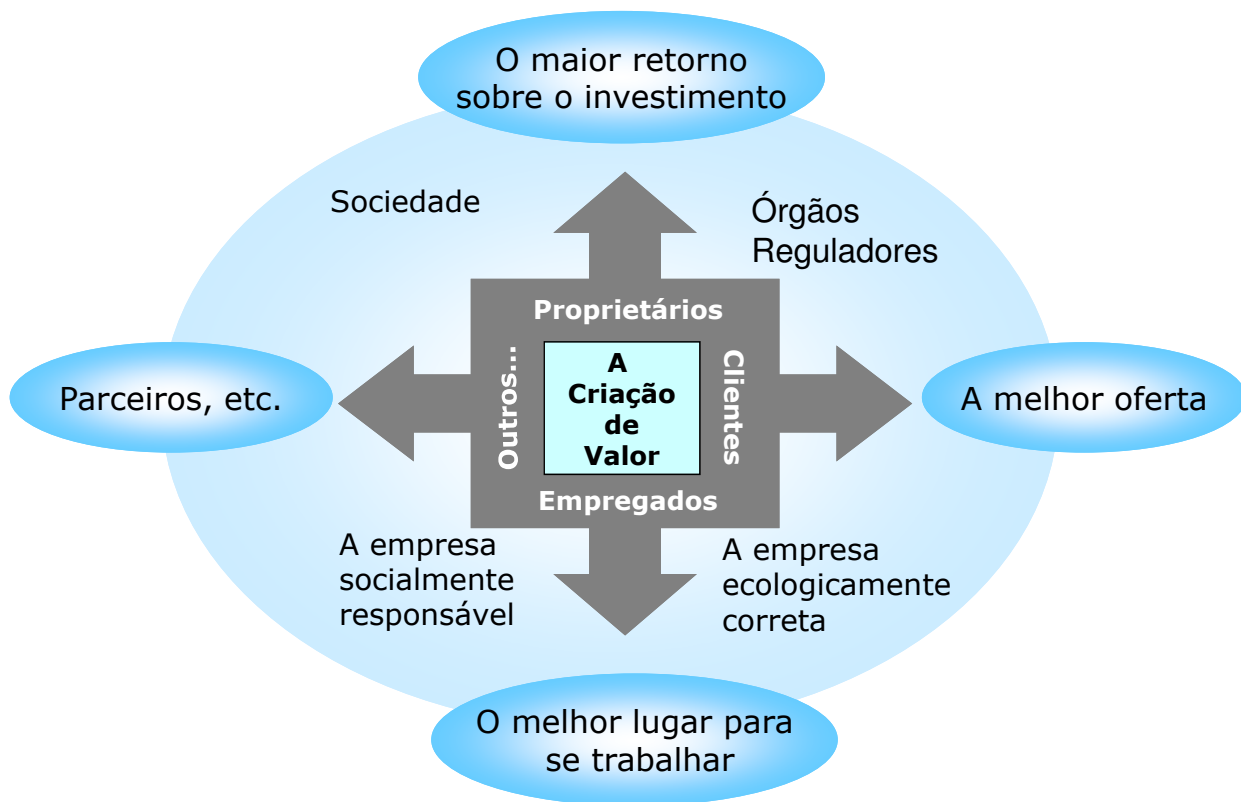 O maior retorno
sobre o investimento
Sociedade
Órgãos
Reguladores
Proprietários
Parceiros, etc.
Outros...
A
Criação
de
Valor
Clientes
A melhor oferta
Empregados
A empresa
socialmente
responsável
A empresa
ecologicamente
correta
O melhor lugar para
se trabalhar